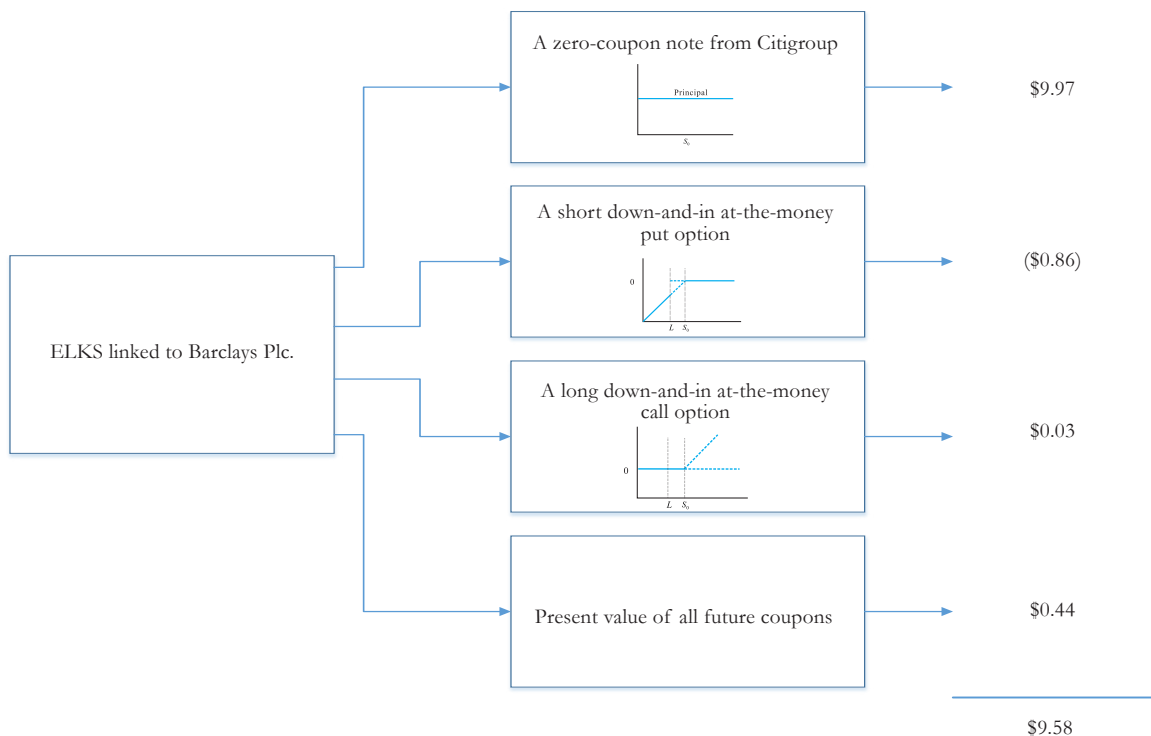 A zero-coupon note from Citigroup
Principal
S₀
$9.97
A short down-and-in at-the-money
put option
0
L
S₀
($0.86)
ELKS linked to Barclays Plc.
A long down-and-in at-the-money
call option
0
L
S₀
$0.03
Present value of all future coupons
$0.44
$9.58